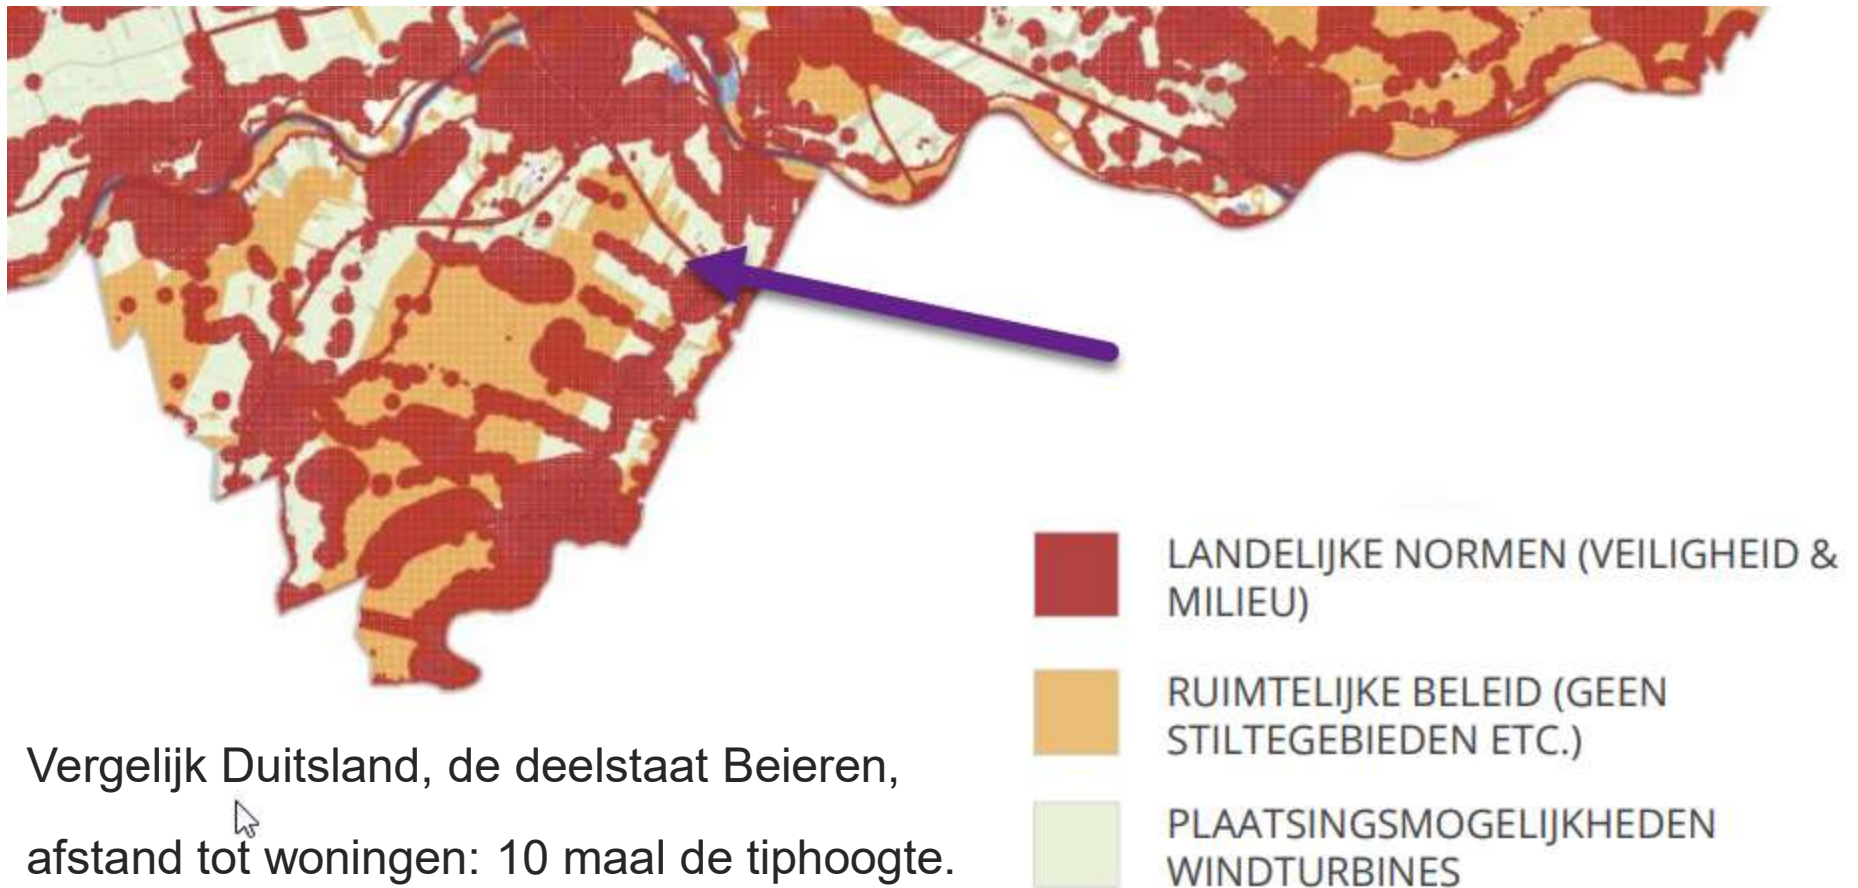 LANDELIJKE NORMEN (VEILIGHEID &
MILIEU)
RUIMTELIJKE BELEID (GEEN
STILTEGEBIEDEN ETC.)
PLAATSINGSMOGELIJKHEDEN
WINDTURBINES
Vergelijk Duitsland, de deelstaat Beieren,
afstand tot woningen: 10 maal de tiphoogte.